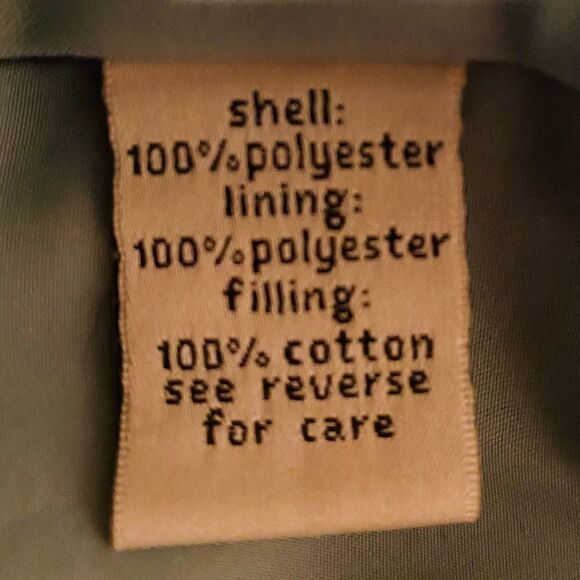 shell:
100% polyester
lining:
100% polyester
filling:
100% cotton
see reverse
for care